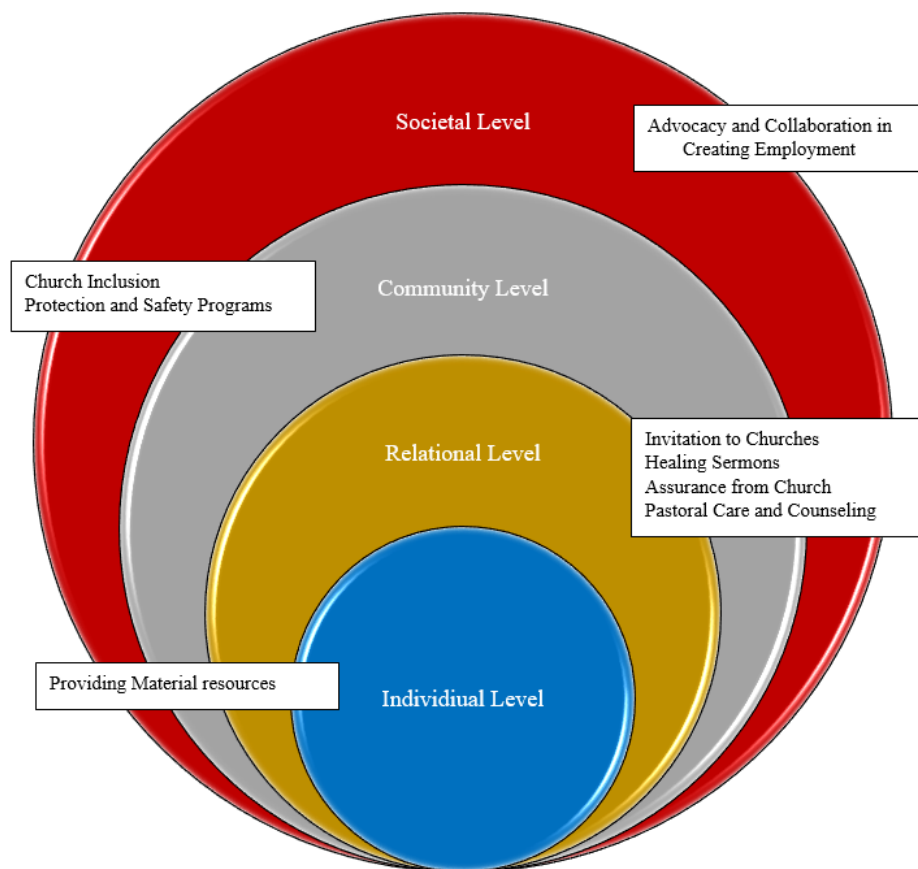 Societal Level
Advocacy and Collaboration in
Creating Employment
Church Inclusion
Protection and Safety Programs
Community Level
Invitation to Churches
Healing Sermons
Assurance from Church
Pastoral Care and Counseling
Relational Level
Providing Material resources
Individiual Level